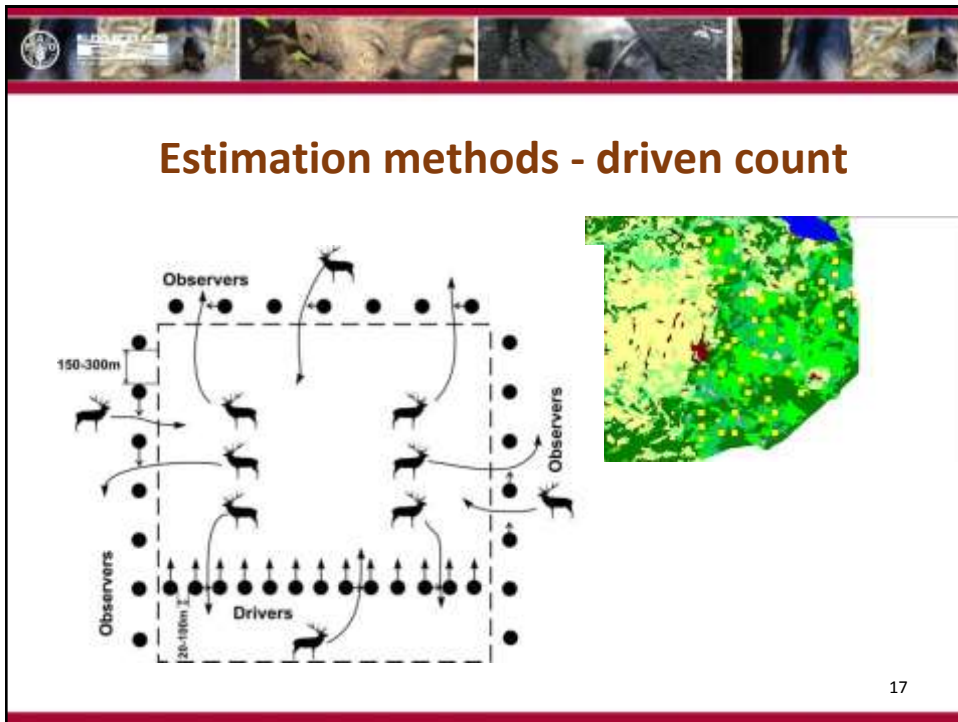 Estimation methods - driven count
Observers
150-300m
Observers
Observers
Drivers
20-100m
17